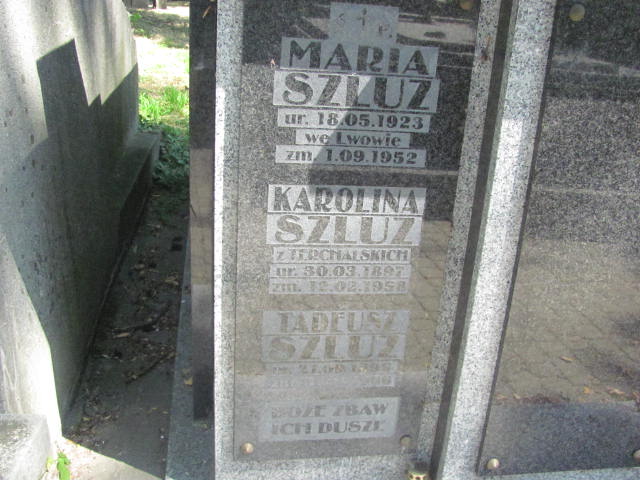 Ś P
MARIA
SZLUZ
ur. 18.05.1923
we Lwowie
zm. 1.09.1952
KAROLINA
SZLUZ
Z TERCHALSKICH
ur. 30.03.1897
zm. 12.02.1958
TADEUSZ
SZLUZ
BOŻE ZBAW
ICH DUSZE